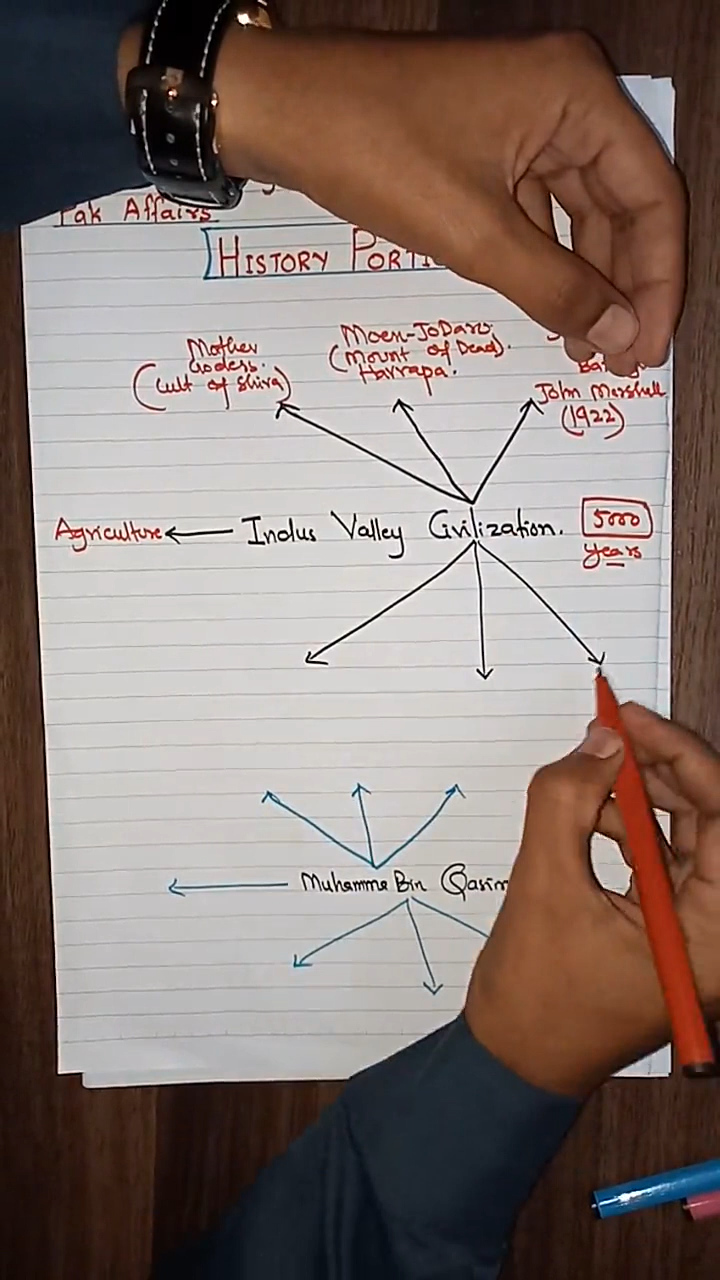 Pak Affairs
HISTORY
Mother
Godess.
(Cult of Shiva)
Moen-JoDaro
(Mount of Dead).
Harrapa.
John Marshall
(1922)
Agriculture
Indus Valley Civilization.
5000
years
Muhamma Bin Qasim